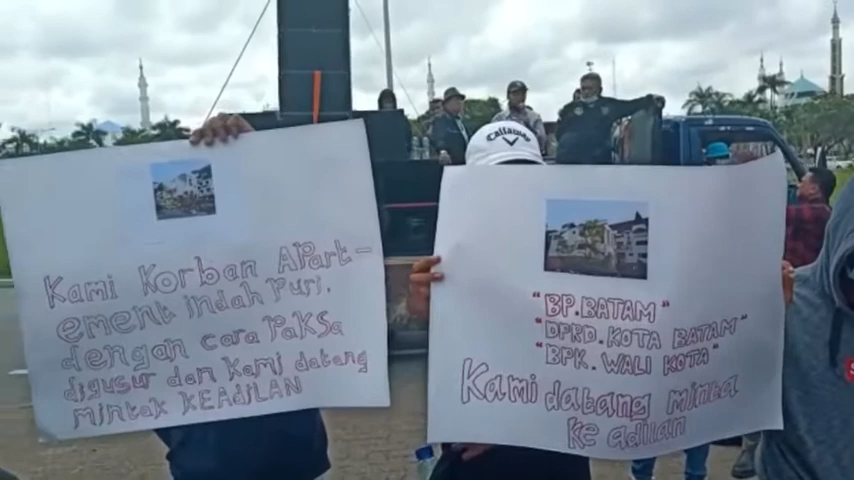 Callaway
Kami Korban APart-
ement indah Puri,
dengan cara PaKSa
digusur dan Kami datang
mintak KEADILAN
"BP.BATAM"
"DPRD.KOTA BATAM"
"BPK.WALI KOTA"
Kami datang minta
Ke adilan
S